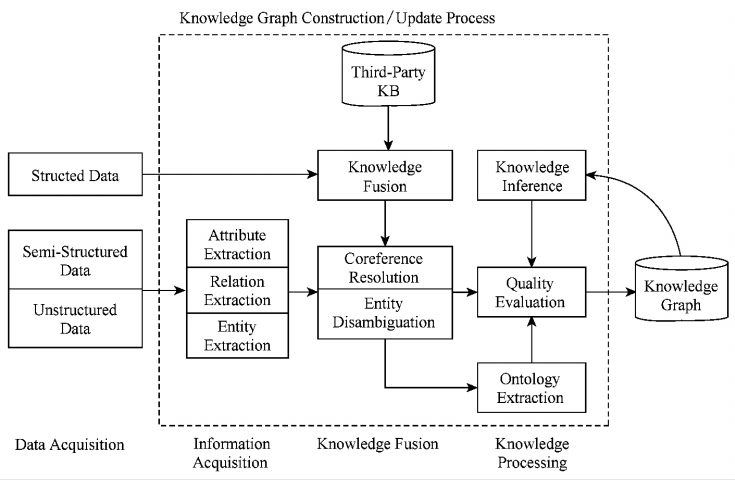 Knowledge Graph Construction/Update Process
Third-Party
KB
Structed Data
Knowledge
Fusion
Knowledge
Inference
Semi-Structured
Data
Unstructured
Data
Attribute
Extraction
Relation
Extraction
Entity
Extraction
Coreference
Resolution
Entity
Disambiguation
Quality
Evaluation
Knowledge
Graph
Ontology
Extraction
Data Acquisition
Information
Acquisition
Knowledge Fusion
Knowledge
Processing